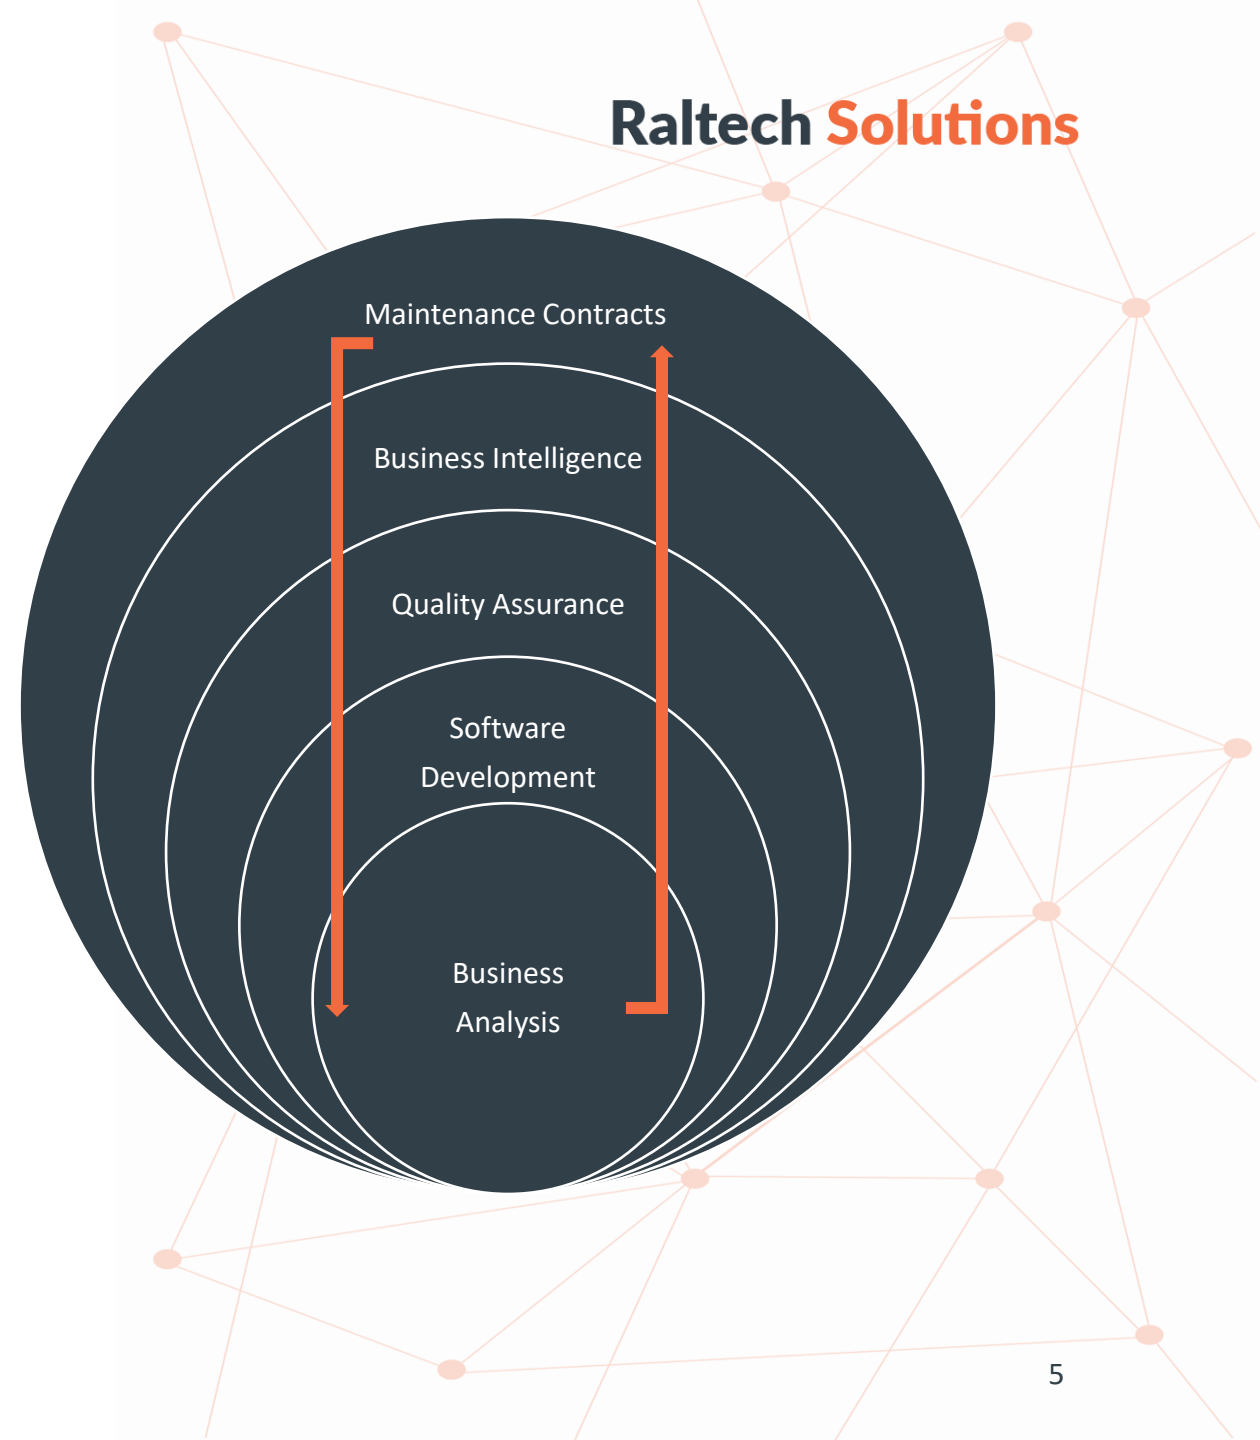 Raltech Solutions
Maintenance Contracts
Business Intelligence
Quality Assurance
Software
Development
Business
Analysis
5